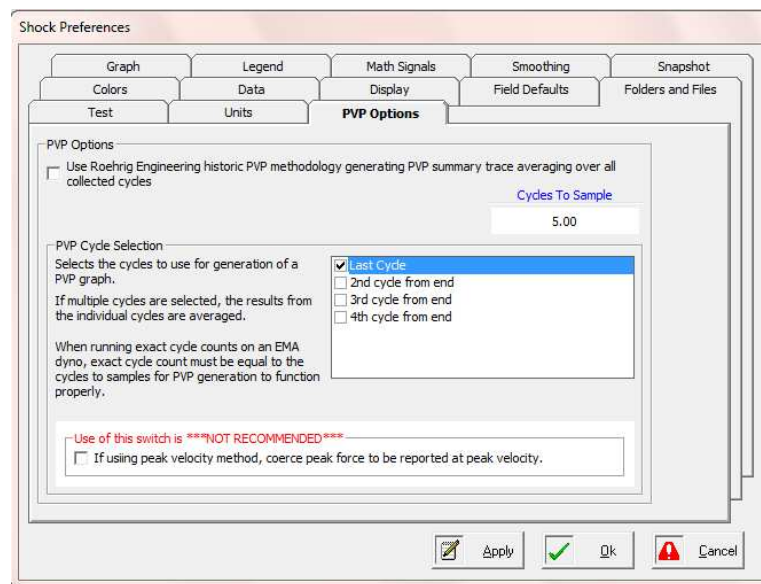 Shock Preferences
Graph
Legend
Math Signals
Smoothing
Snapshot
Colors
Data
Display
Field Defaults
Folders and Files
Test
Units
PVP Options
PVP Options
Use Roehrig Engineering historic PVP methodology generating PVP summary trace averaging over all
collected cycles
Cycles To Sample
5.00
PVP Cycle Selection
Selects the cycles to use for generation of a
PVP graph.
If multiple cycles are selected, the results from
the individual cycles are averaged.
When running exact cycle counts on an EMA
dyno, exact cycle count must be equal to the
cycles to samples for PVP generation to function
properly.
Last Cycle
2nd cycle from end
3rd cycle from end
4th cycle from end
Use of this switch is ***NOT RECOMMENDED***
If usiing peak velocity method, coerce peak force to be reported at peak velocity.
Apply
Ok
Cancel